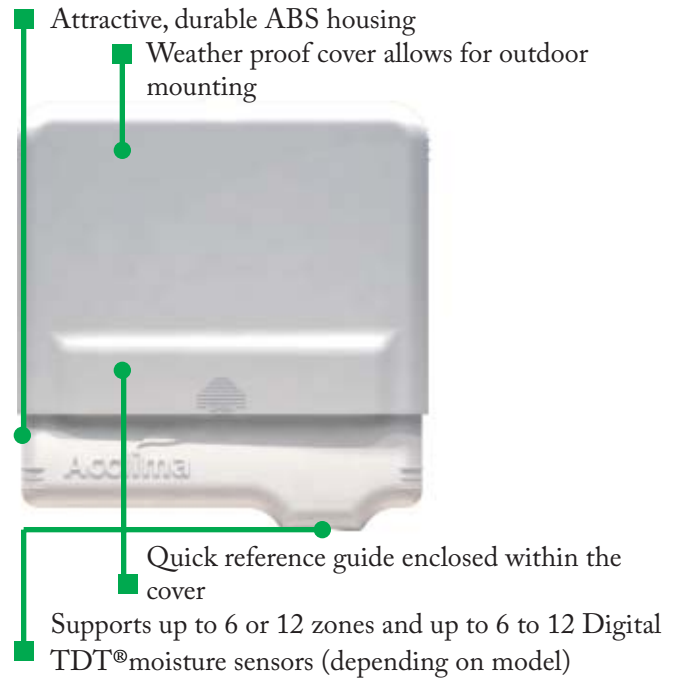 Attractive, durable ABS housing
Weather proof cover allows for outdoor
mounting
Acclima
Quick reference guide enclosed within the
cover
Supports up to 6 or 12 zones and up to 6 to 12 Digital
TDT®moisture sensors (depending on model)